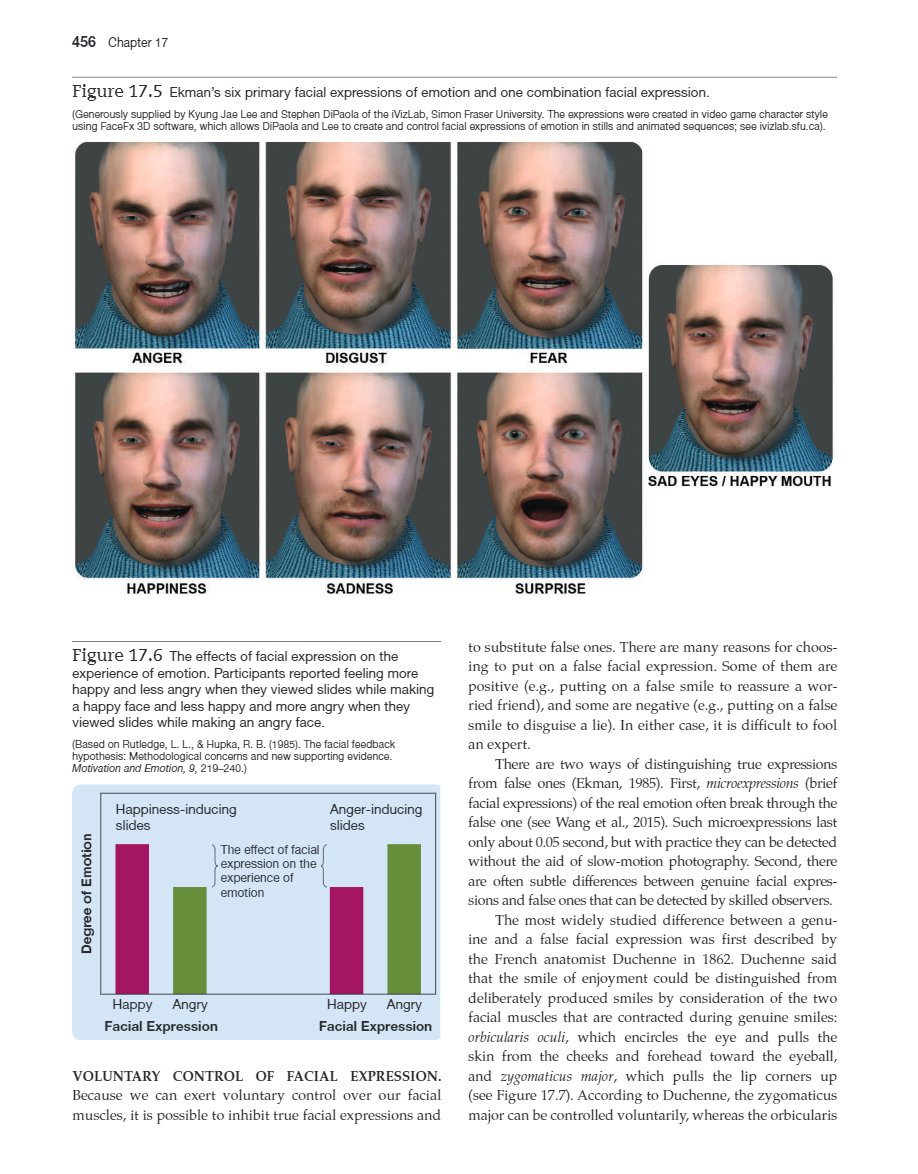 456 Chapter 17
Figure 17.5 Ekman's six primary facial expressions of emotion and one combination facial expression.
(Generously supplied by Kyung Jae Lee and Stephen DiPaola of the iVizLab, Simon Fraser University. The expressions were created in video game character style
using FaceFx 3D software, which allows DiPaola and Lee to create and control facial expressions of emotion in stills and animated sequences; see ivizlab.sfu.ca).
ANGER
DISGUST
FEAR
HAPPINESS
SADNESS
SURPRISE
SAD EYES / HAPPY MOUTH
Figure 17.6 The effects of facial expression on the
experience of emotion. Participants reported feeling more
happy and less angry when they viewed slides while making
a happy face and less happy and more angry when they
viewed slides while making an angry face.
(Based on Rutledge, L. L., & Hupka, R. B. (1985). The facial feedback
hypothesis: Methodological concerns and new supporting evidence.
Motivation and Emotion, 9, 219–240.)
Happiness-inducing
slides
Anger-inducing
slides
The effect of facial
expression on the
experience of
emotion
Degree of Emotion
Happy Angry
Happy Angry
Facial Expression
Facial Expression
VOLUNTARY CONTROL OF FACIAL EXPRESSION.
Because we can exert voluntary control over our facial
muscles, it is possible to inhibit true facial expressions and
to substitute false ones. There are many reasons for choos-
ing to put on a false facial expression. Some of them are
positive (e.g., putting on a false smile to reassure a wor-
ried friend), and some are negative (e.g., putting on a false
smile to disguise a lie). In either case, it is difficult to fool
an expert.
There are two ways of distinguishing true expressions
from false ones (Ekman, 1985). First, microexpressions (brief
facial expressions) of the real emotion often break through the
false one (see Wang et al., 2015). Such microexpressions last
only about 0.05 second, but with practice they can be detected
without the aid of slow-motion photography. Second, there
are often subtle differences between genuine facial expres-
sions and false ones that can be detected by skilled observers.
The most widely studied difference between a genu-
ine and a false facial expression was first described by
the French anatomist Duchenne in 1862. Duchenne said
that the smile of enjoyment could be distinguished from
deliberately produced smiles by consideration of the two
facial muscles that are contracted during genuine smiles:
orbicularis oculi, which encircles the eye and pulls the
skin from the cheeks and forehead toward the eyeball,
and zygomaticus major, which pulls the lip corners up
(see Figure 17.7). According to Duchenne, the zygomaticus
major can be controlled voluntarily, whereas the orbicularis